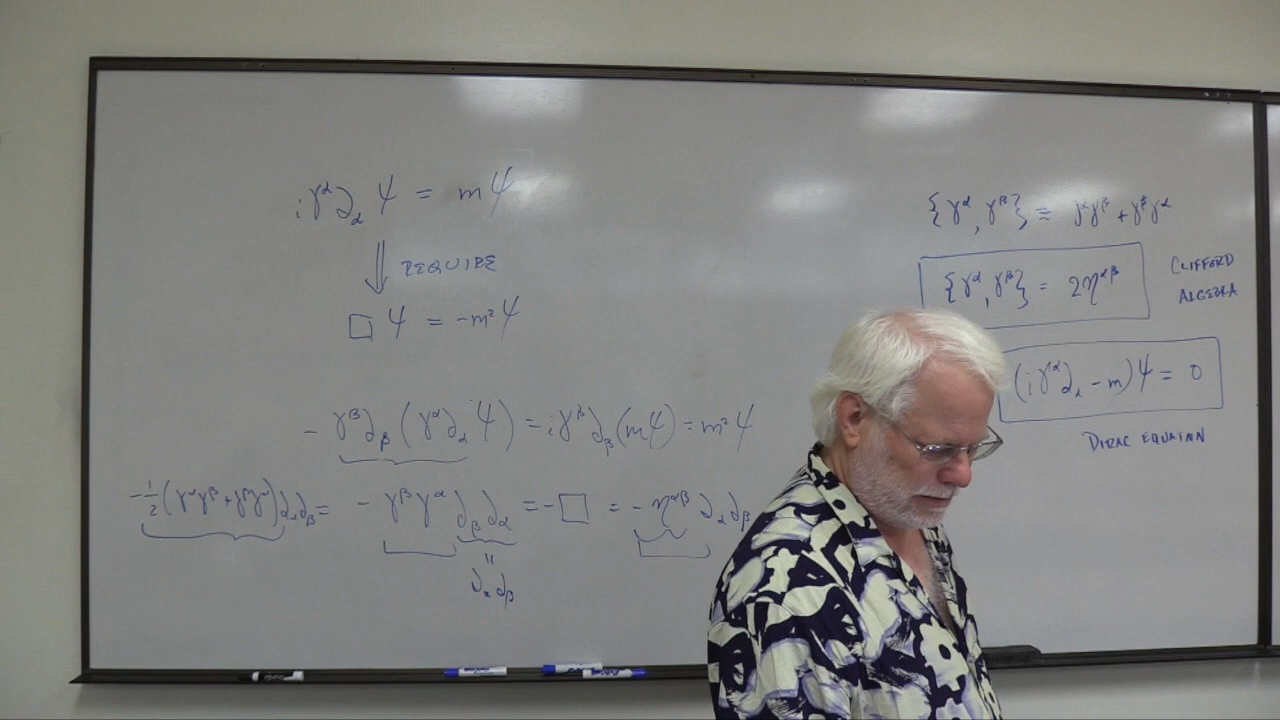 iγ^α ∂_α ψ = mψ
⇓ REQUIRE
□ψ = -m²ψ
- γ^β ∂_β (γ^α ∂_α ψ) = iγ^β ∂_β (mψ) = m²ψ
-½(γ^α γ^β + γ^β γ^α) ∂_α ∂_β = - γ^β γ^α ∂_β ∂_α = -□ = -η^{αβ} ∂_α ∂_β
"
∂_α ∂_β
{γ^α, γ^β} ≡ γ^α γ^β + γ^β γ^α
{γ^α, γ^β} = 2η^{αβ}
CLIFFORD
ALGEBRA
(iγ^α ∂_α - m)ψ = 0
DIRAC EQUATION